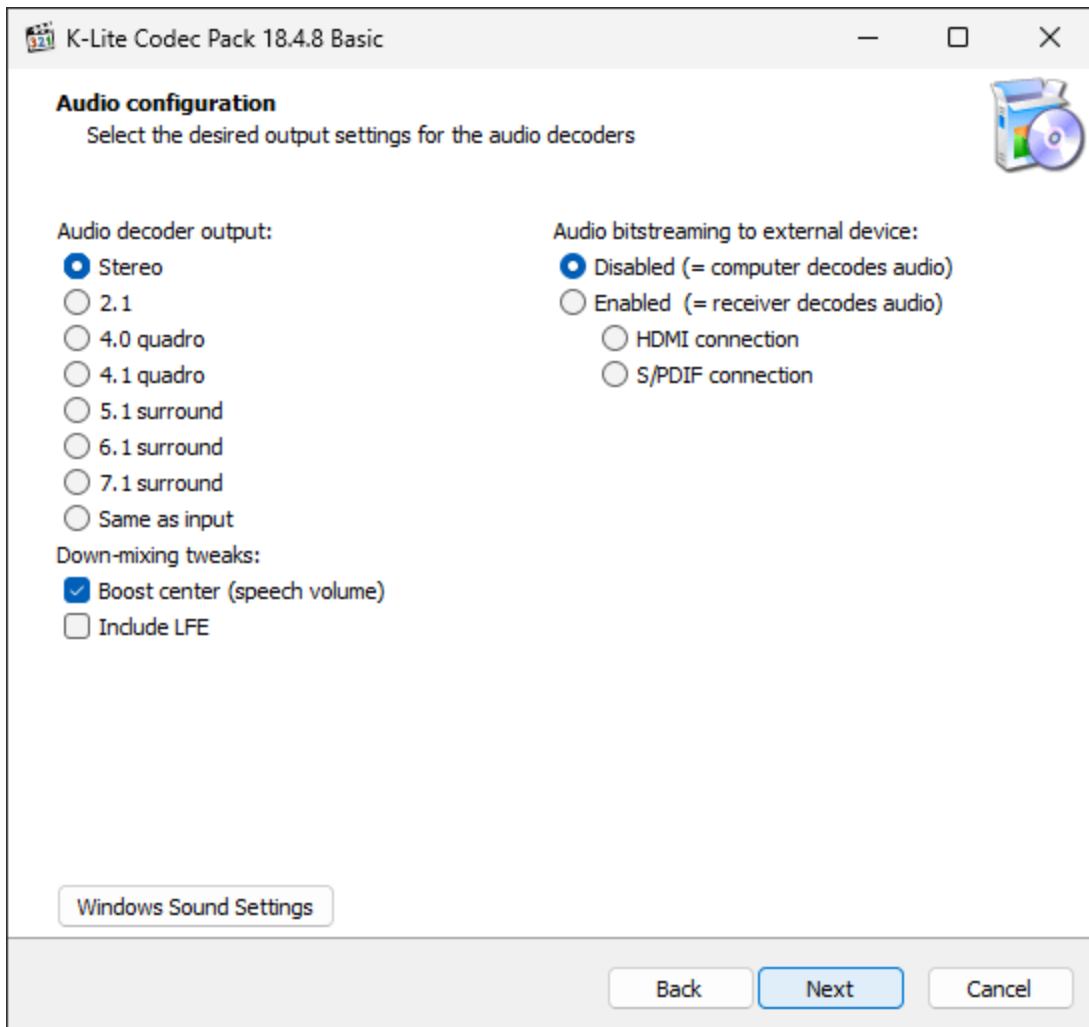 K-Lite Codec Pack 18.4.8 Basic
Audio configuration
Select the desired output settings for the audio decoders
Audio decoder output:
Stereo
2.1
4.0 quadro
4.1 quadro
5.1 surround
6.1 surround
7.1 surround
Same as input
Down-mixing tweaks:
Boost center (speech volume)
Include LFE
Audio bitstreaming to external device:
Disabled (= computer decodes audio)
Enabled (= receiver decodes audio)
HDMI connection
S/PDIF connection
Windows Sound Settings
Back
Next
Cancel